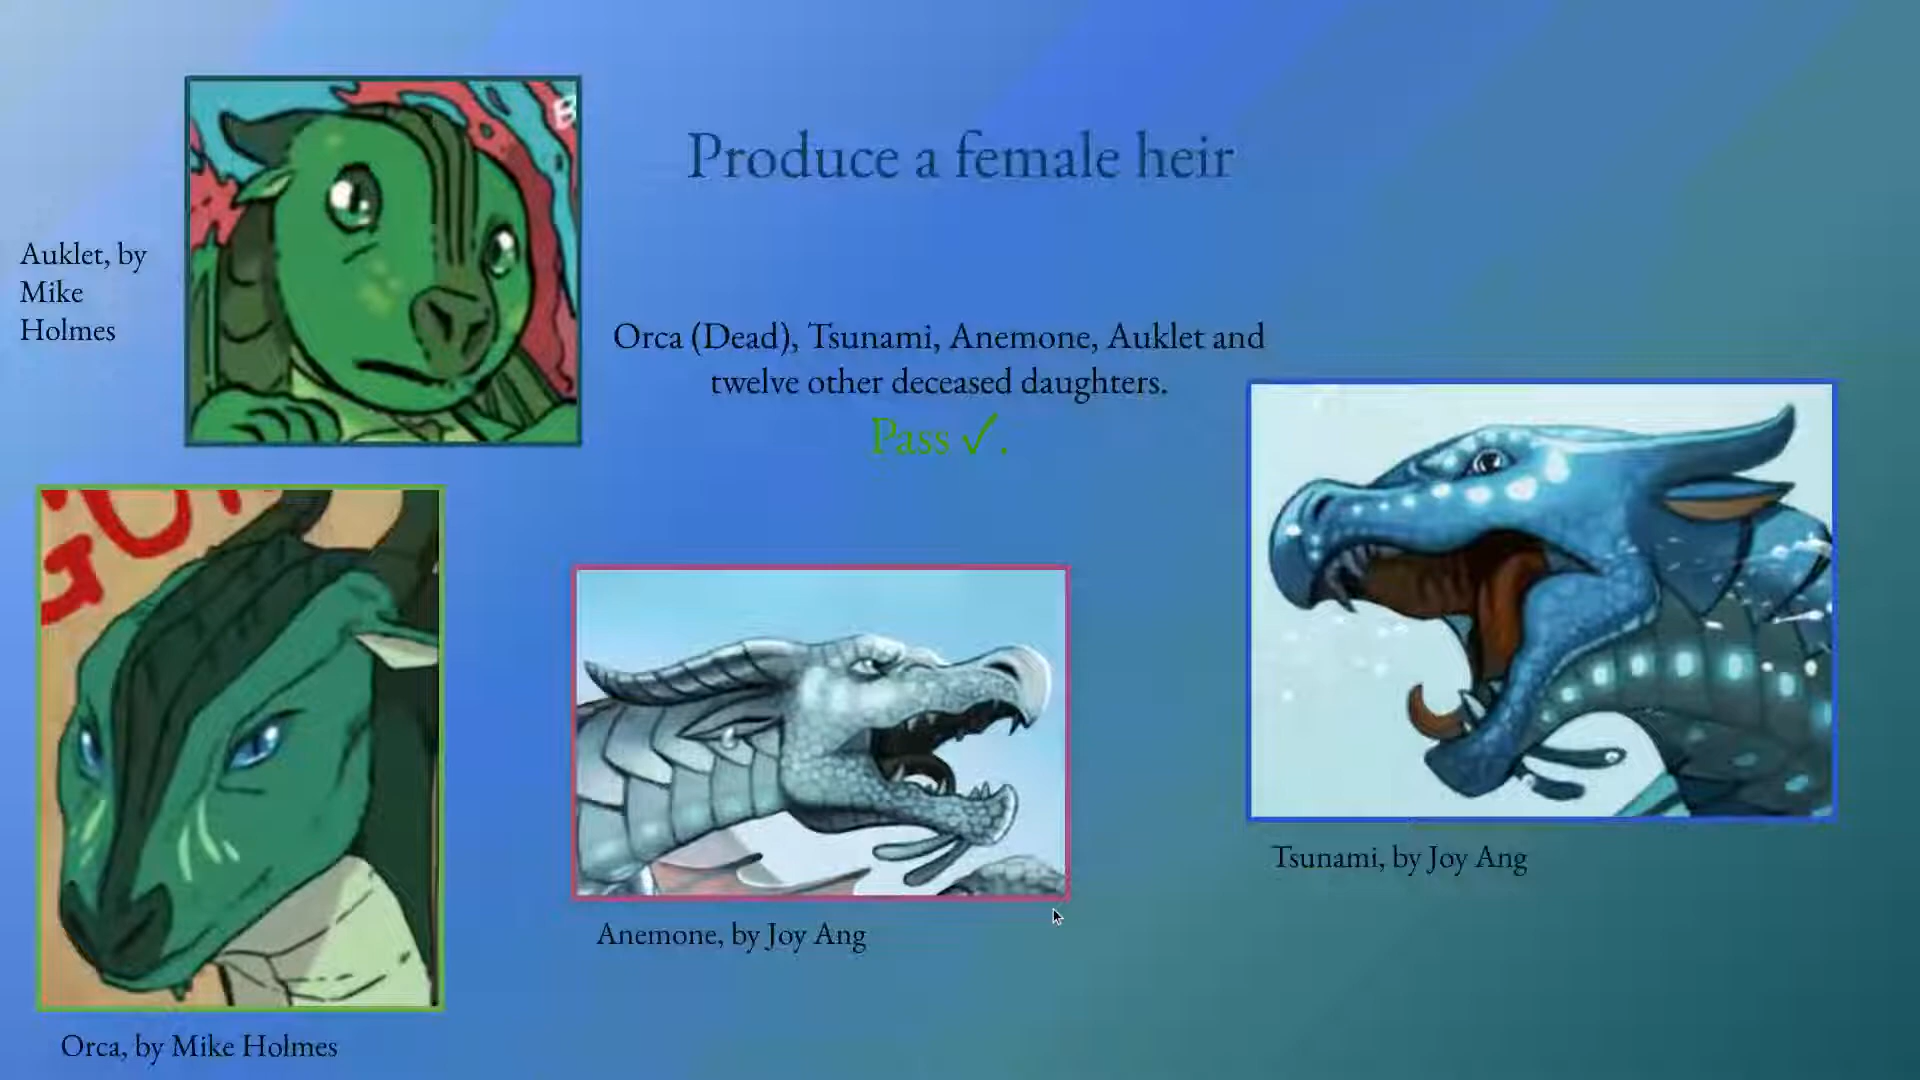 B
Produce a female heir
Auklet, by
Mike
Holmes
Orca (Dead), Tsunami, Anemone, Auklet and
twelve other deceased daughters.
Pass ✓.
Tsunami, by Joy Ang
Anemone, by Joy Ang
Orca, by Mike Holmes